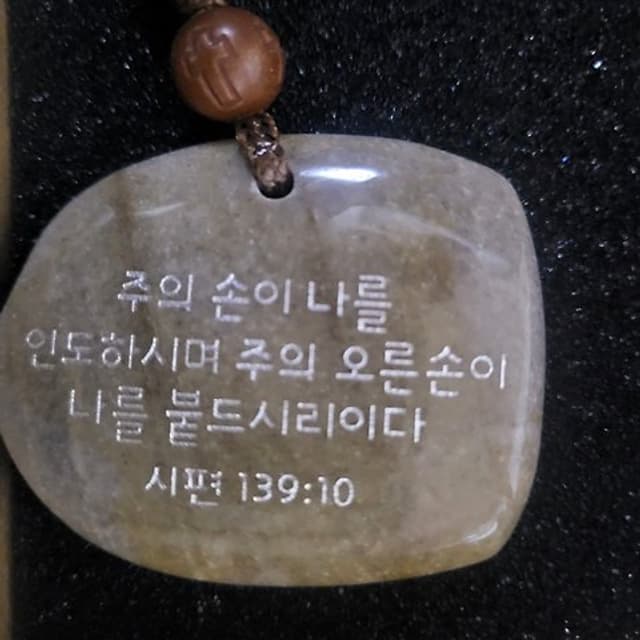 주의 손이 나를
인도하시며 주의 오른손이
나를 붙드시리이다
시편 139:10